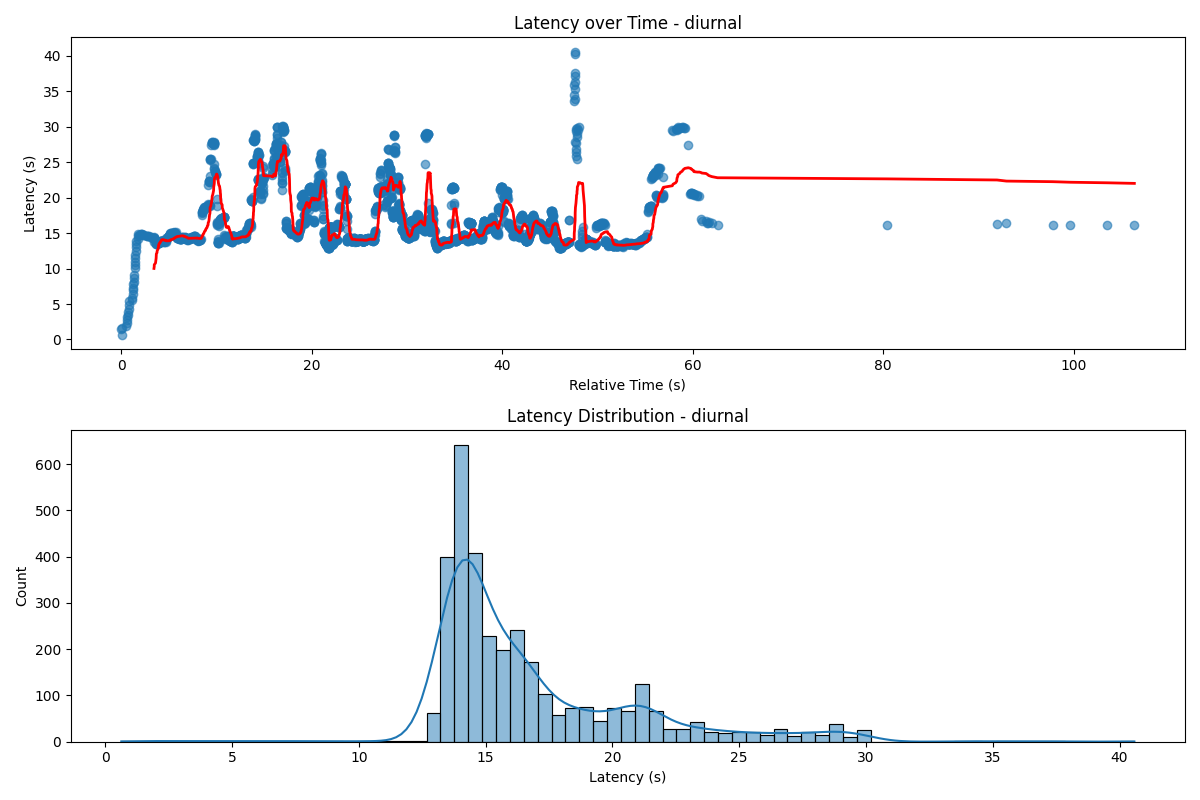 Latency over Time - diurnal
Latency (s)
40
35
30
25
20
15
10
5
0
0 20 40 60 80 100
Relative Time (s)
Latency Distribution - diurnal
Count
600
500
400
300
200
100
0
0 5 10 15 20 25 30 35 40
Latency (s)